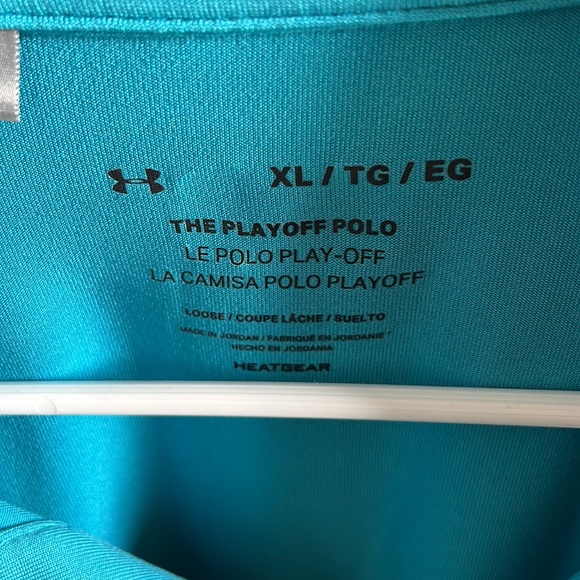 XL / TG / EG
THE PLAYOFF POLO
LE POLO PLAY-OFF
LA CAMISA POLO PLAYOFF
LOOSE / COUPE LÂCHE / SUELTO
MADE IN JORDAN / FABRIQUÉ EN JORDANIE
HECHO EN JORDANIA
HEATGEAR